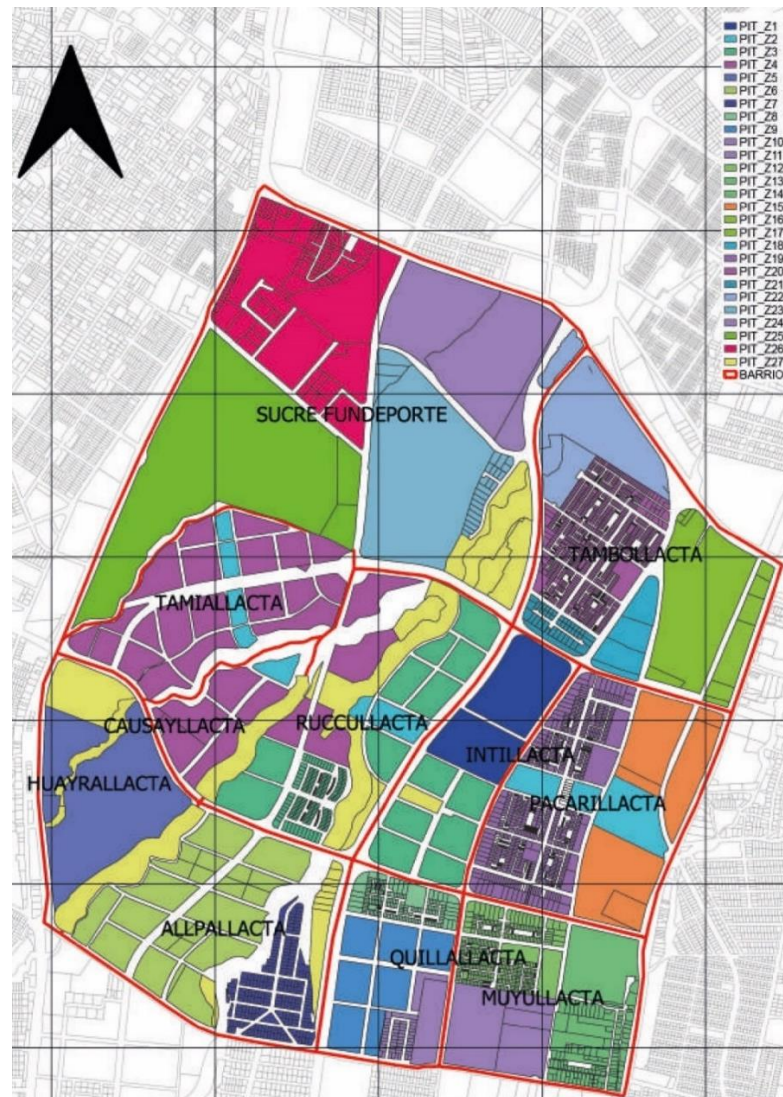 PIT_Z1
PIT_Z2
PIT_Z3
PIT_Z4
PIT_Z5
PIT_Z6
PIT_Z7
PIT_Z8
PIT_Z9
PIT_Z10
PIT_Z11
PIT_Z12
PIT_Z13
PIT_Z14
PIT_Z15
PIT_Z16
PIT_Z17
PIT_Z18
PIT_Z19
PIT_Z20
PIT_Z21
PIT_Z22
PIT_Z23
PIT_Z24
PIT_Z25
PIT_Z26
PIT_Z27
BARRIO
SUCRE FUNDEPORTE
TAMBOLLACTA
TAMIALLACTA
CAUSAYLLACTA
RUCCULLACTA
INTILLACTA
HUAYRALLACTA
PACARILLACTA
ALLPALLACTA
QUILLALLACTA
MUYULLACTA